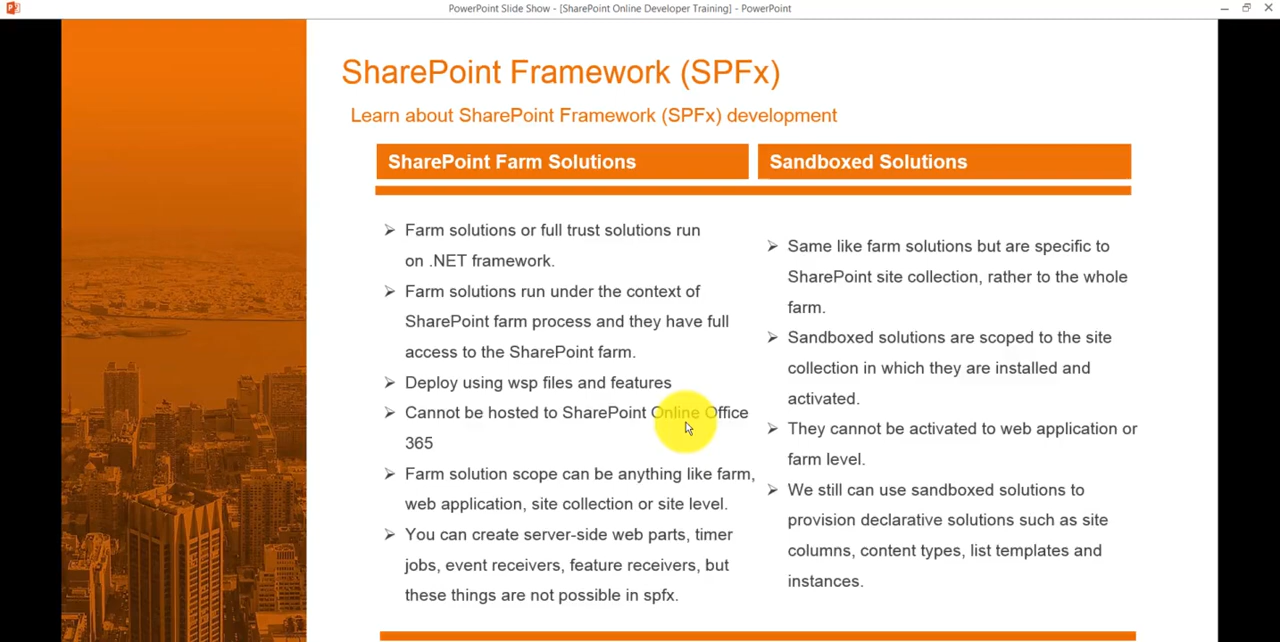 PowerPoint Slide Show - [SharePoint Online Developer Training] - PowerPoint
SharePoint Framework (SPFx)
Learn about SharePoint Framework (SPFx) development
SharePoint Farm Solutions
➢ Farm solutions or full trust solutions run
on .NET framework.
➢ Farm solutions run under the context of
SharePoint farm process and they have full
access to the SharePoint farm.
➢ Deploy using wsp files and features
➢ Cannot be hosted to SharePoint Online Office
365
➢ Farm solution scope can be anything like farm,
web application, site collection or site level.
➢ You can create server-side web parts, timer
jobs, event receivers, feature receivers, but
these things are not possible in spfx.
Sandboxed Solutions
➢ Same like farm solutions but are specific to
SharePoint site collection, rather to the whole
farm.
➢ Sandboxed solutions are scoped to the site
collection in which they are installed and
activated.
➢ They cannot be activated to web application or
farm level.
➢ We still can use sandboxed solutions to
provision declarative solutions such as site
columns, content types, list templates and
instances.